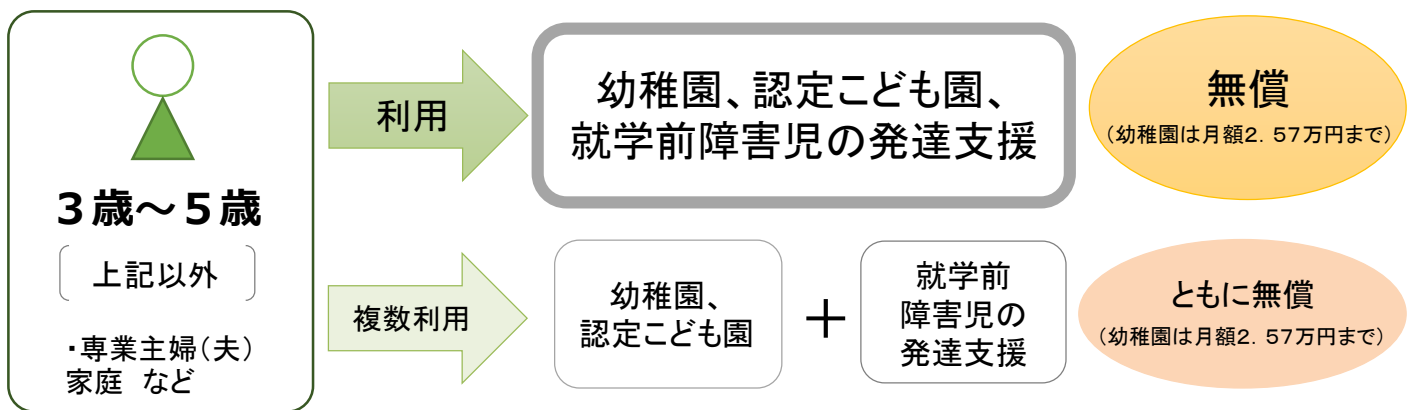 3歳～5歳
上記以外
・専業主婦(夫)
家庭 など
利用
幼稚園、認定こども園、
就学前障害児の発達支援
無償
(幼稚園は月額2．57万円まで)
複数利用
幼稚園、
認定こども園
＋
就学前
障害児の
発達支援
ともに無償
(幼稚園は月額2．57万円まで)